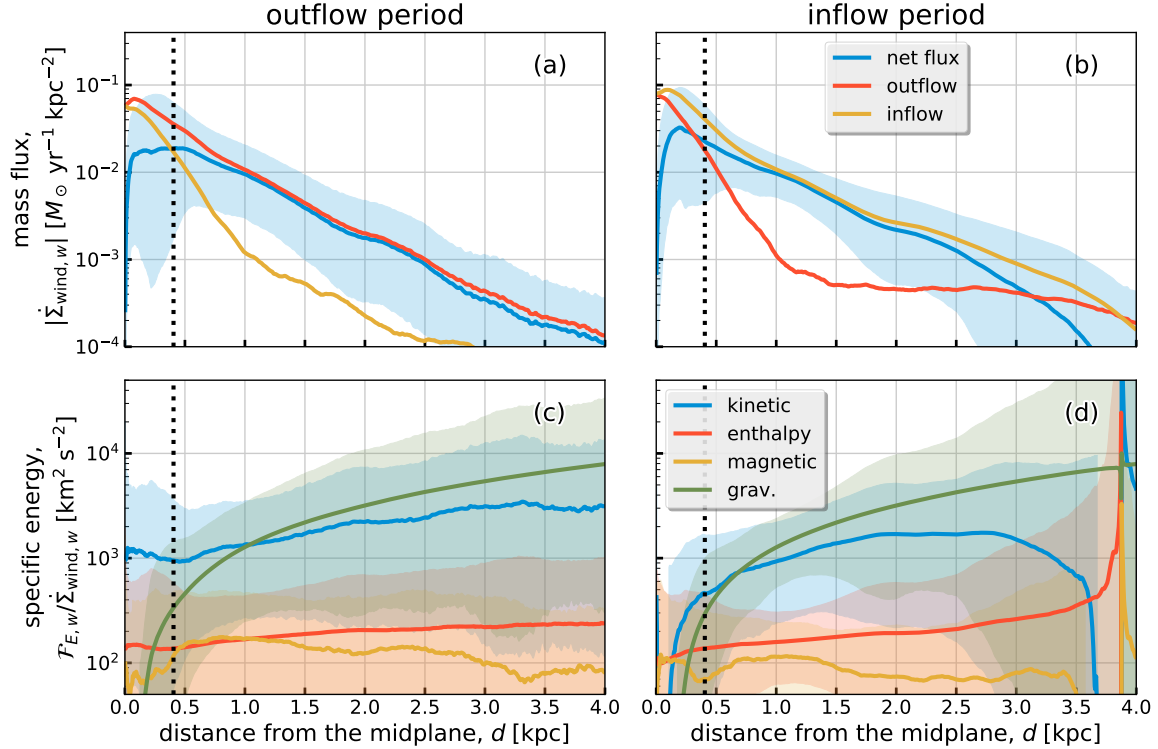 outflow period
inflow period
(a)
(b)
net flux
outflow
inflow
mass flux,
|Σ̇wind, w| [M⊙ yr⁻¹ kpc⁻²]
10⁻¹
10⁻²
10⁻³
10⁻⁴
(c)
(d)
kinetic
enthalpy
magnetic
grav.
specific energy,
ℱE, w/Σ̇wind, w [km² s⁻²]
10⁴
10³
10²
0.0 0.5 1.0 1.5 2.0 2.5 3.0 3.5 4.0
0.0 0.5 1.0 1.5 2.0 2.5 3.0 3.5 4.0
distance from the midplane, d [kpc]
distance from the midplane, d [kpc]